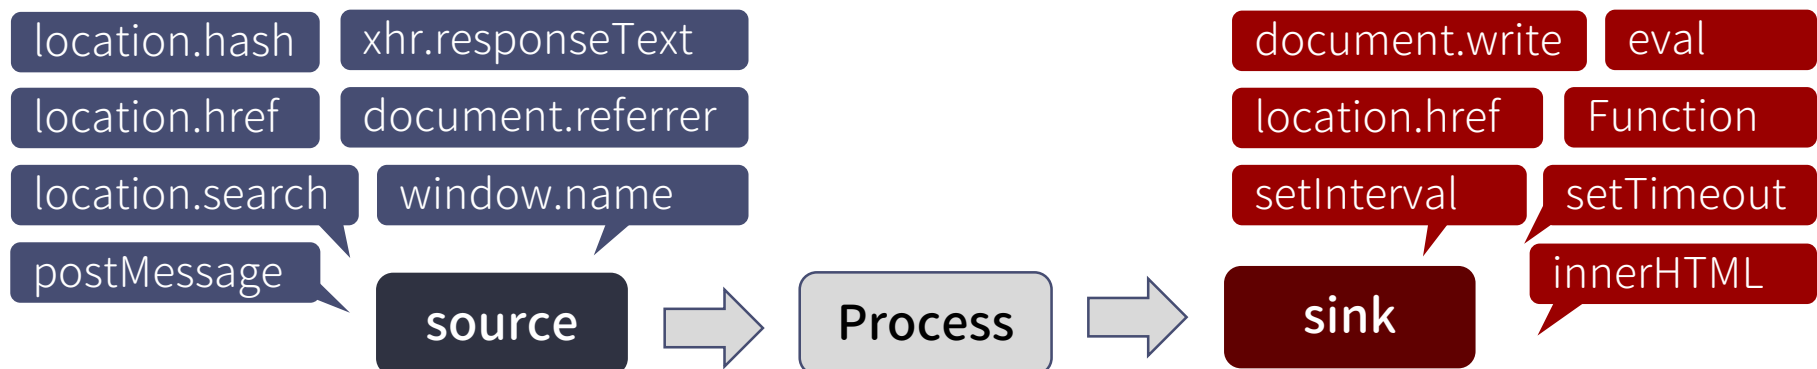 location.hash
xhr.responseText
location.href
document.referrer
location.search
window.name
postMessage
source
Process
document.write
eval
location.href
Function
setInterval
setTimeout
innerHTML
sink